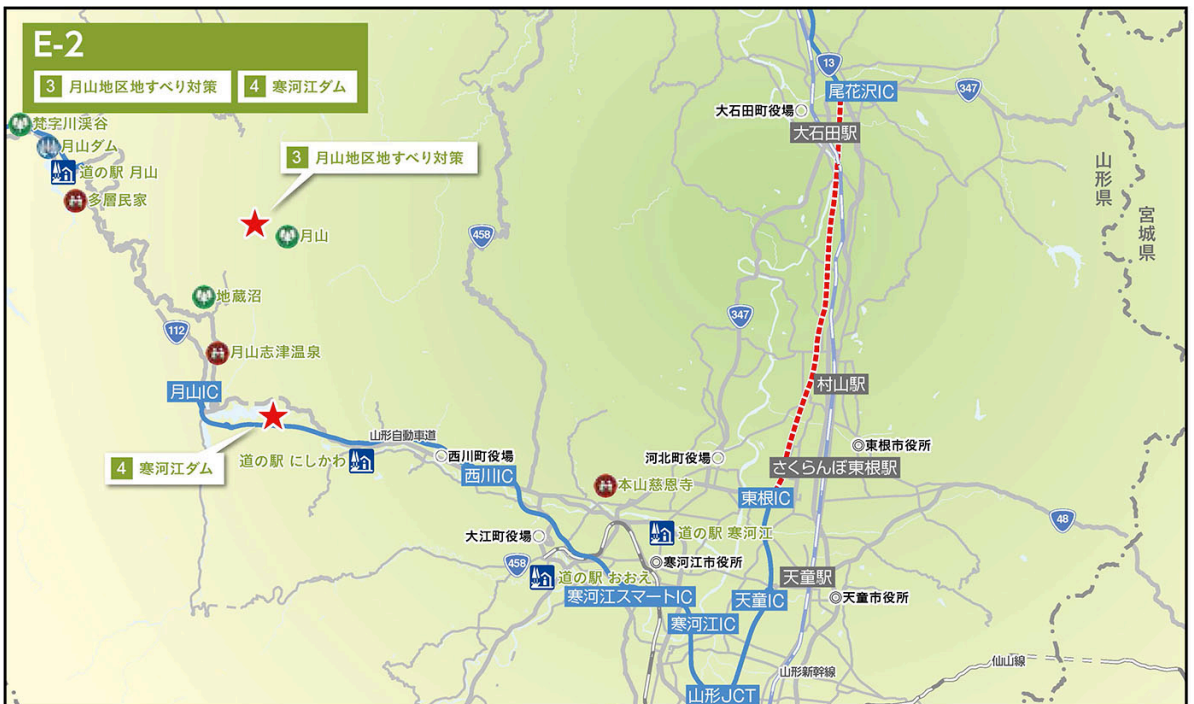 E-2
3 月山地区地すべり対策 4 寒河江ダム
13
尾花沢IC
347
大石田町役場
大石田駅
梵字川渓谷
月山ダム
道の駅 月山
多層民家
3 月山地区地すべり対策
山形県
宮城県
月山
458
地蔵沼
347
112
月山志津温泉
月山IC
村山駅
山形自動車道
4 寒河江ダム
道の駅 にしかわ
西川町役場
西川IC
河北町役場
東根市役所
さくらんぼ東根駅
本山慈恩寺
東根IC
48
大江町役場
道の駅 寒河江
458
寒河江市役所
道の駅 おおえ
天童駅
寒河江スマートIC
天童IC
天童市役所
寒河江IC
仙山線
山形新幹線
山形JCT